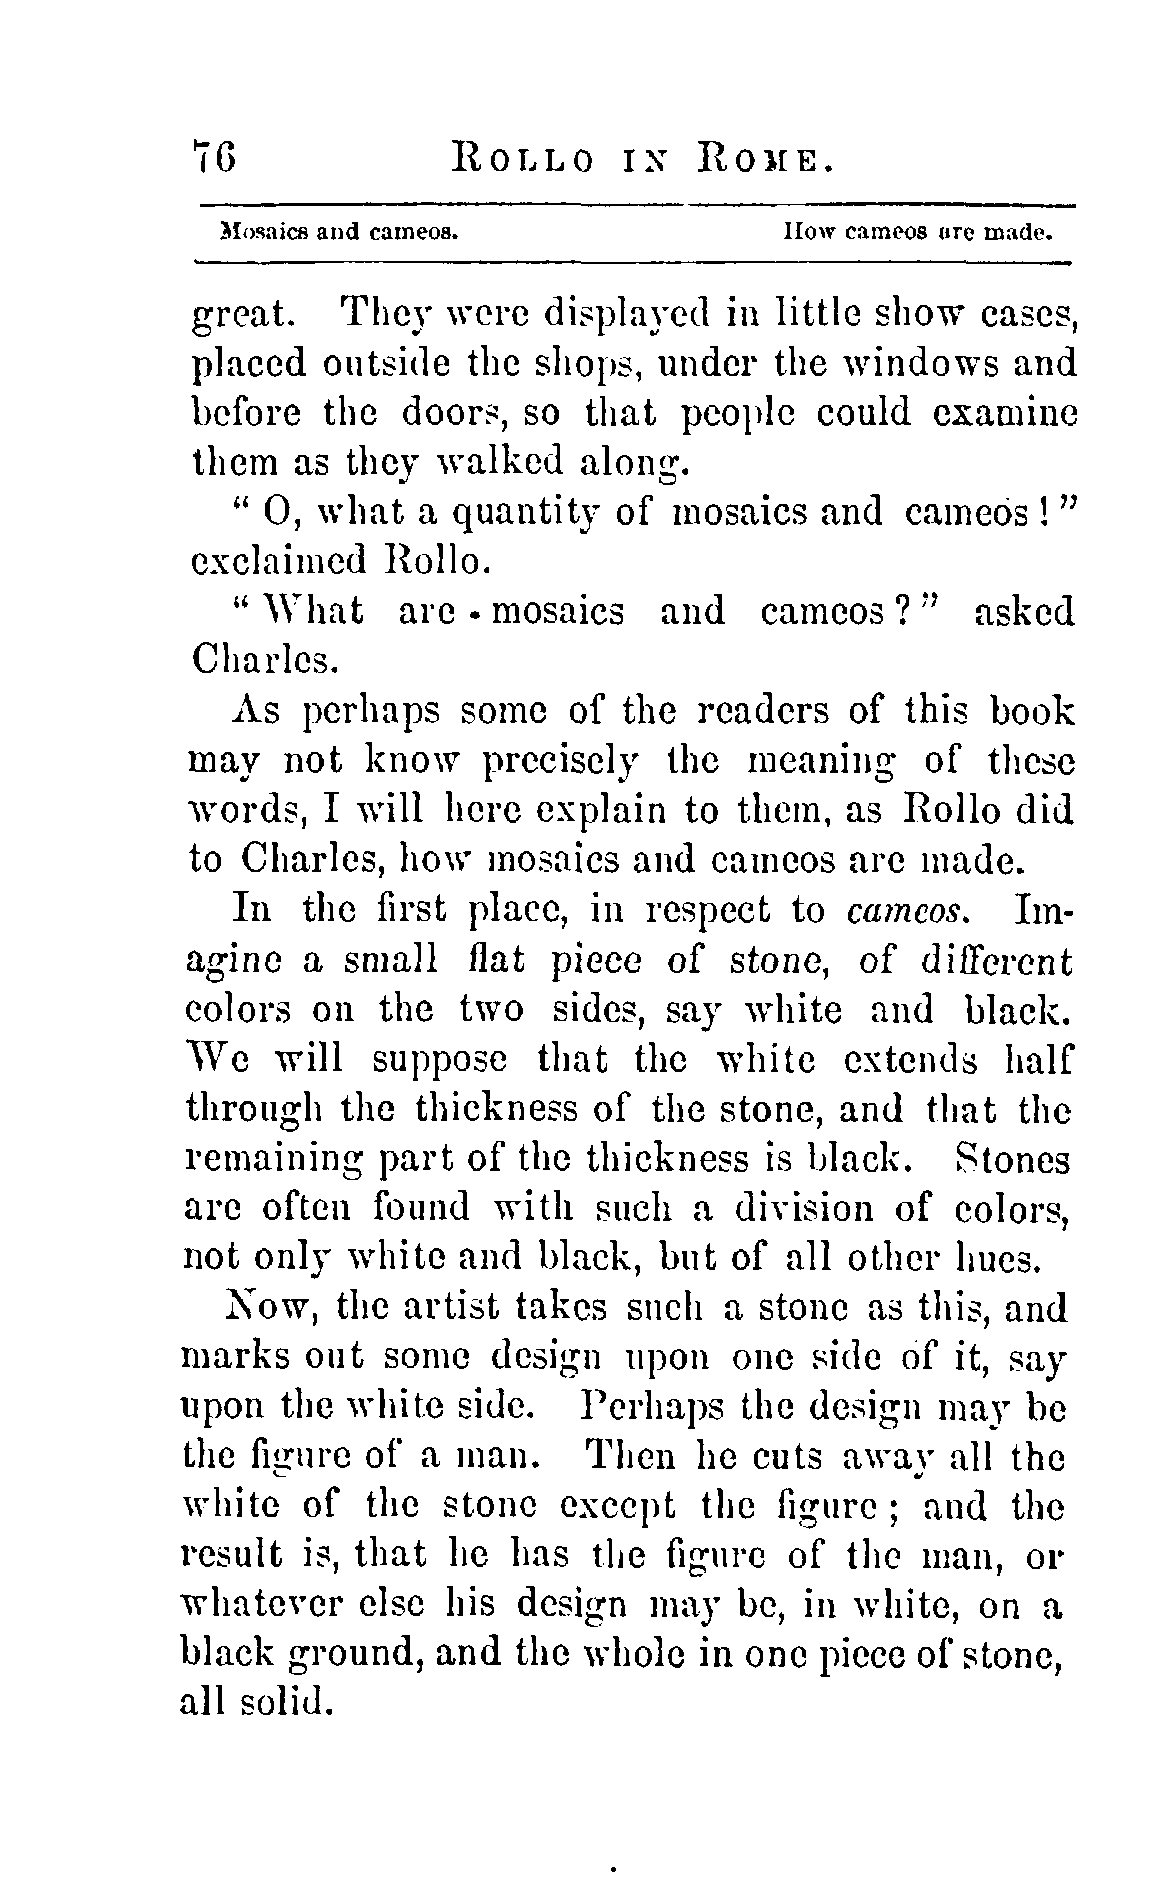 76 ROLLO IN ROME.
Mosaics and cameos. How cameos are made.
great. They were displayed in little show cases,
placed outside the shops, under the windows and
before the doors, so that people could examine
them as they walked along.
“ O, what a quantity of mosaics and cameos ! ”
exclaimed Rollo.
“ What are mosaics and cameos ? ” asked
Charles.
As perhaps some of the readers of this book
may not know precisely the meaning of these
words, I will here explain to them, as Rollo did
to Charles, how mosaics and cameos are made.
In the first place, in respect to cameos. Im-
agine a small flat piece of stone, of different
colors on the two sides, say white and black.
We will suppose that the white extends half
through the thickness of the stone, and that the
remaining part of the thickness is black. Stones
are often found with such a division of colors,
not only white and black, but of all other hues.
Now, the artist takes such a stone as this, and
marks out some design upon one side of it, say
upon the white side. Perhaps the design may be
the figure of a man. Then he cuts away all the
white of the stone except the figure ; and the
result is, that he has the figure of the man, or
whatever else his design may be, in white, on a
black ground, and the whole in one piece of stone,
all solid.